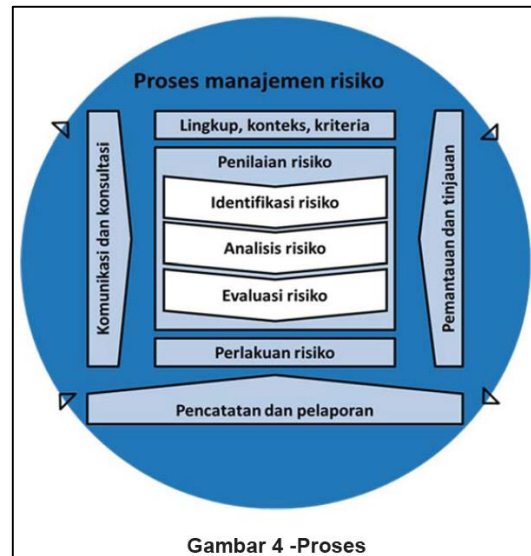 Proses manajemen risiko
Lingkup, konteks, kriteria
Komunikasi dan konsultasi
Penilaian risiko
Identifikasi risiko
Analisis risiko
Evaluasi risiko
Pemantauan dan tinjauan
Perlakuan risiko
Pencatatan dan pelaporan
Gambar 4 -Proses